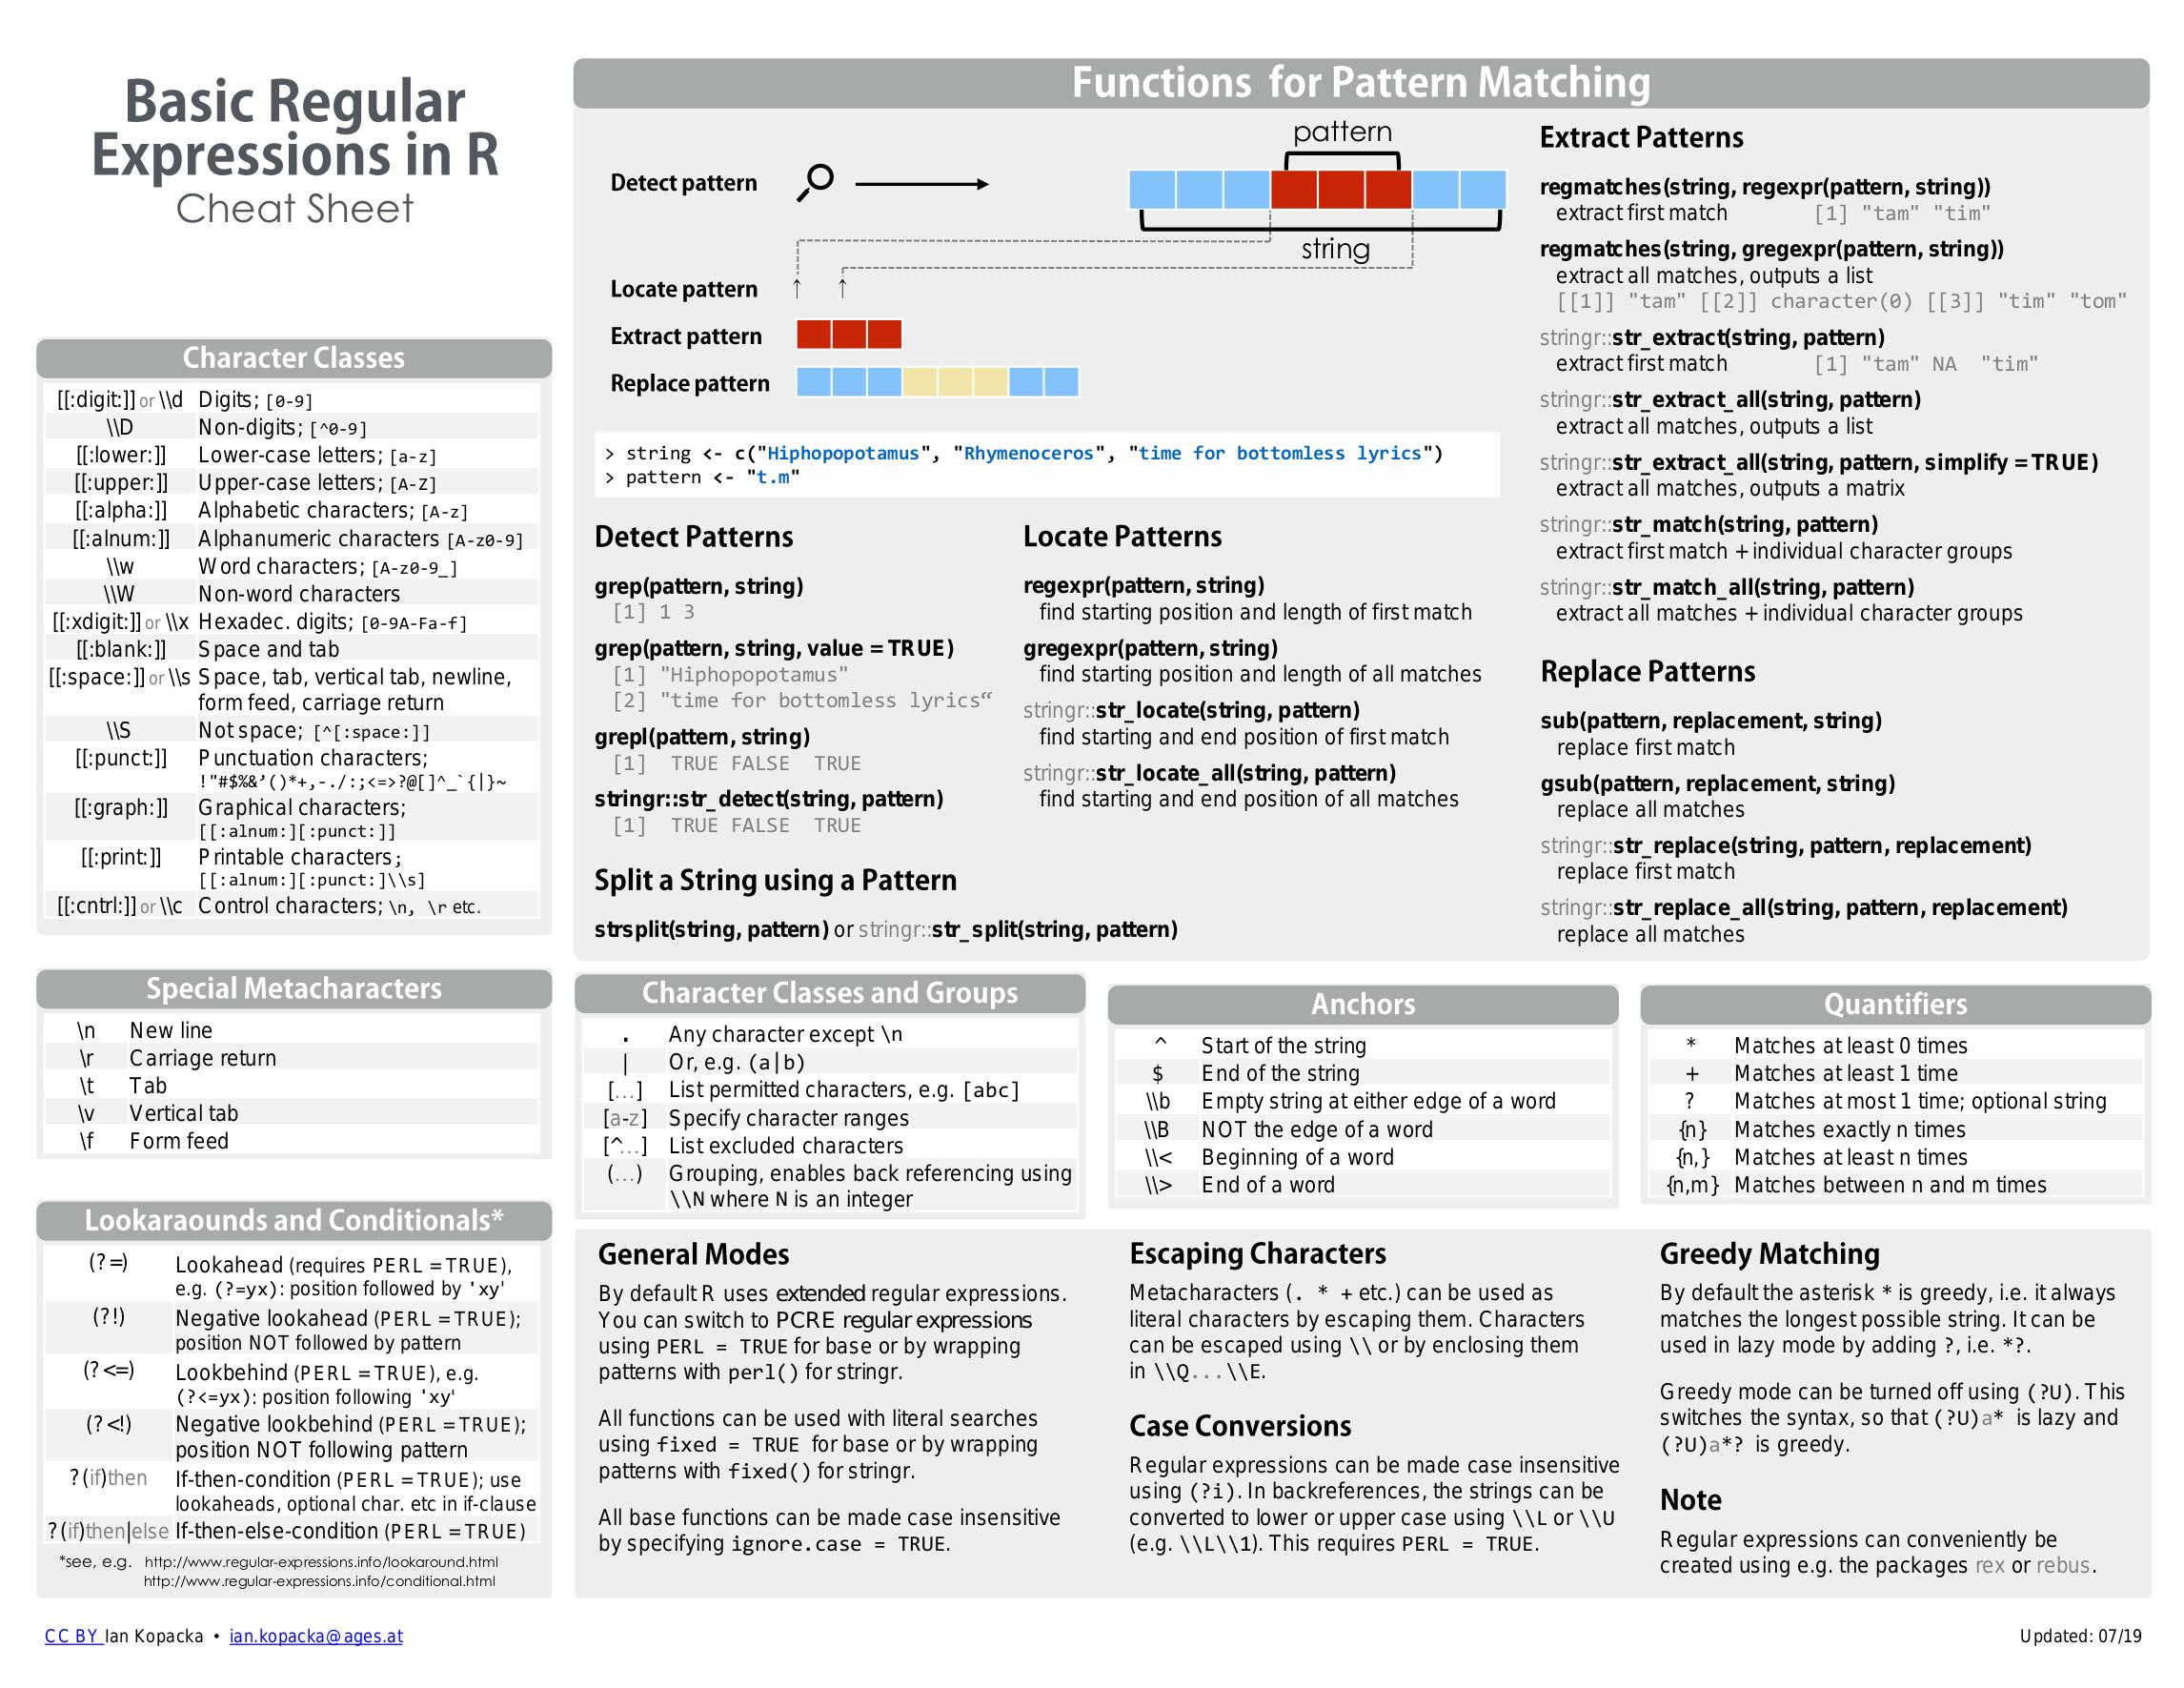 Basic Regular
Expressions in R
Cheat Sheet
Character Classes
[[:digit:]] or \\d Digits; [0-9]
\\D Non-digits; [^0-9]
[[:lower:]] Lower-case letters; [a-z]
[[:upper:]] Upper-case letters; [A-Z]
[[:alpha:]] Alphabetic characters; [A-z]
[[:alnum:]] Alphanumeric characters [A-z0-9]
\\w Word characters; [A-z0-9_]
\\W Non-word characters
[[:xdigit:]] or \\x Hexadec. digits; [0-9A-Fa-f]
[[:blank:]] Space and tab
[[:space:]] or \\s Space, tab, vertical tab, newline,
form feed, carriage return
\\S Not space; [^[:space:]]
[[:punct:]] Punctuation characters;
!"#$%&’()*+,-./:;<=>?@[]^_`{|}~
[[:graph:]] Graphical characters;
[[:alnum:][:punct:]]
[[:print:]] Printable characters;
[[:alnum:][:punct:]\\s]
[[:cntrl:]] or \\c Control characters; \n, \r etc.
Special Metacharacters
\n New line
\r Carriage return
\t Tab
\v Vertical tab
\f Form feed
Lookaraounds and Conditionals*
(?=) Lookahead (requires PERL = TRUE),
e.g. (?=yx): position followed by 'xy'
(?!) Negative lookahead (PERL = TRUE);
position NOT followed by pattern
(?<=) Lookbehind (PERL = TRUE), e.g.
(?<=yx): position following 'xy'
(?<!) Negative lookbehind (PERL = TRUE);
position NOT following pattern
?(if)then If-then-condition (PERL = TRUE); use
lookaheads, optional char. etc in if-clause
?(if)then|else If-then-else-condition (PERL = TRUE)
*see, e.g. http://www.regular-expressions.info/lookaround.html
http://www.regular-expressions.info/conditional.html
Functions for Pattern Matching
Detect pattern
pattern
string
Locate pattern
Extract pattern
Replace pattern
> string <- c("Hiphopopotamus", "Rhymenoceros", "time for bottomless lyrics")
> pattern <- "t.m"
Detect Patterns
grep(pattern, string)
[1] 1 3
grep(pattern, string, value = TRUE)
[1] "Hiphopopotamus"
[2] "time for bottomless lyrics“
grepl(pattern, string)
[1] TRUE FALSE TRUE
stringr::str_detect(string, pattern)
[1] TRUE FALSE TRUE
Locate Patterns
regexpr(pattern, string)
find starting position and length of first match
gregexpr(pattern, string)
find starting position and length of all matches
stringr::str_locate(string, pattern)
find starting and end position of first match
stringr::str_locate_all(string, pattern)
find starting and end position of all matches
Split a String using a Pattern
strsplit(string, pattern) or stringr::str_split(string, pattern)
Extract Patterns
regmatches(string, regexpr(pattern, string))
extract first match [1] "tam" "tim"
regmatches(string, gregexpr(pattern, string))
extract all matches, outputs a list
[[1]] "tam" [[2]] character(0) [[3]] "tim" "tom"
stringr::str_extract(string, pattern)
extract first match [1] "tam" NA "tim"
stringr::str_extract_all(string, pattern)
extract all matches, outputs a list
stringr::str_extract_all(string, pattern, simplify = TRUE)
extract all matches, outputs a matrix
stringr::str_match(string, pattern)
extract first match + individual character groups
stringr::str_match_all(string, pattern)
extract all matches + individual character groups
Replace Patterns
sub(pattern, replacement, string)
replace first match
gsub(pattern, replacement, string)
replace all matches
stringr::str_replace(string, pattern, replacement)
replace first match
stringr::str_replace_all(string, pattern, replacement)
replace all matches
Character Classes and Groups
. Any character except \n
| Or, e.g. (a|b)
[...] List permitted characters, e.g. [abc]
[a-z] Specify character ranges
[^...] List excluded characters
(...) Grouping, enables back referencing using
\\N where N is an integer
Anchors
^ Start of the string
$ End of the string
\\b Empty string at either edge of a word
\\B NOT the edge of a word
\\< Beginning of a word
\\> End of a word
Quantifiers
* Matches at least 0 times
+ Matches at least 1 time
? Matches at most 1 time; optional string
{n} Matches exactly n times
{n,} Matches at least n times
{n,m} Matches between n and m times
General Modes
By default R uses extended regular expressions.
You can switch to PCRE regular expressions
using PERL = TRUE for base or by wrapping
patterns with perl() for stringr.
All functions can be used with literal searches
using fixed = TRUE for base or by wrapping
patterns with fixed() for stringr.
All base functions can be made case insensitive
by specifying ignore.case = TRUE.
Escaping Characters
Metacharacters (. * + etc.) can be used as
literal characters by escaping them. Characters
can be escaped using \\ or by enclosing them
in \\Q...\\E.
Case Conversions
Regular expressions can be made case insensitive
using (?i). In backreferences, the strings can be
converted to lower or upper case using \\L or \\U
(e.g. \\L\\1). This requires PERL = TRUE.
Greedy Matching
By default the asterisk * is greedy, i.e. it always
matches the longest possible string. It can be
used in lazy mode by adding ?, i.e. *?.
Greedy mode can be turned off using (?U). This
switches the syntax, so that (?U)a* is lazy and
(?U)a*? is greedy.
Note
Regular expressions can conveniently be
created using e.g. the packages rex or rebus.
CC BY Ian Kopacka • ian.kopacka@ages.at
Updated: 07/19